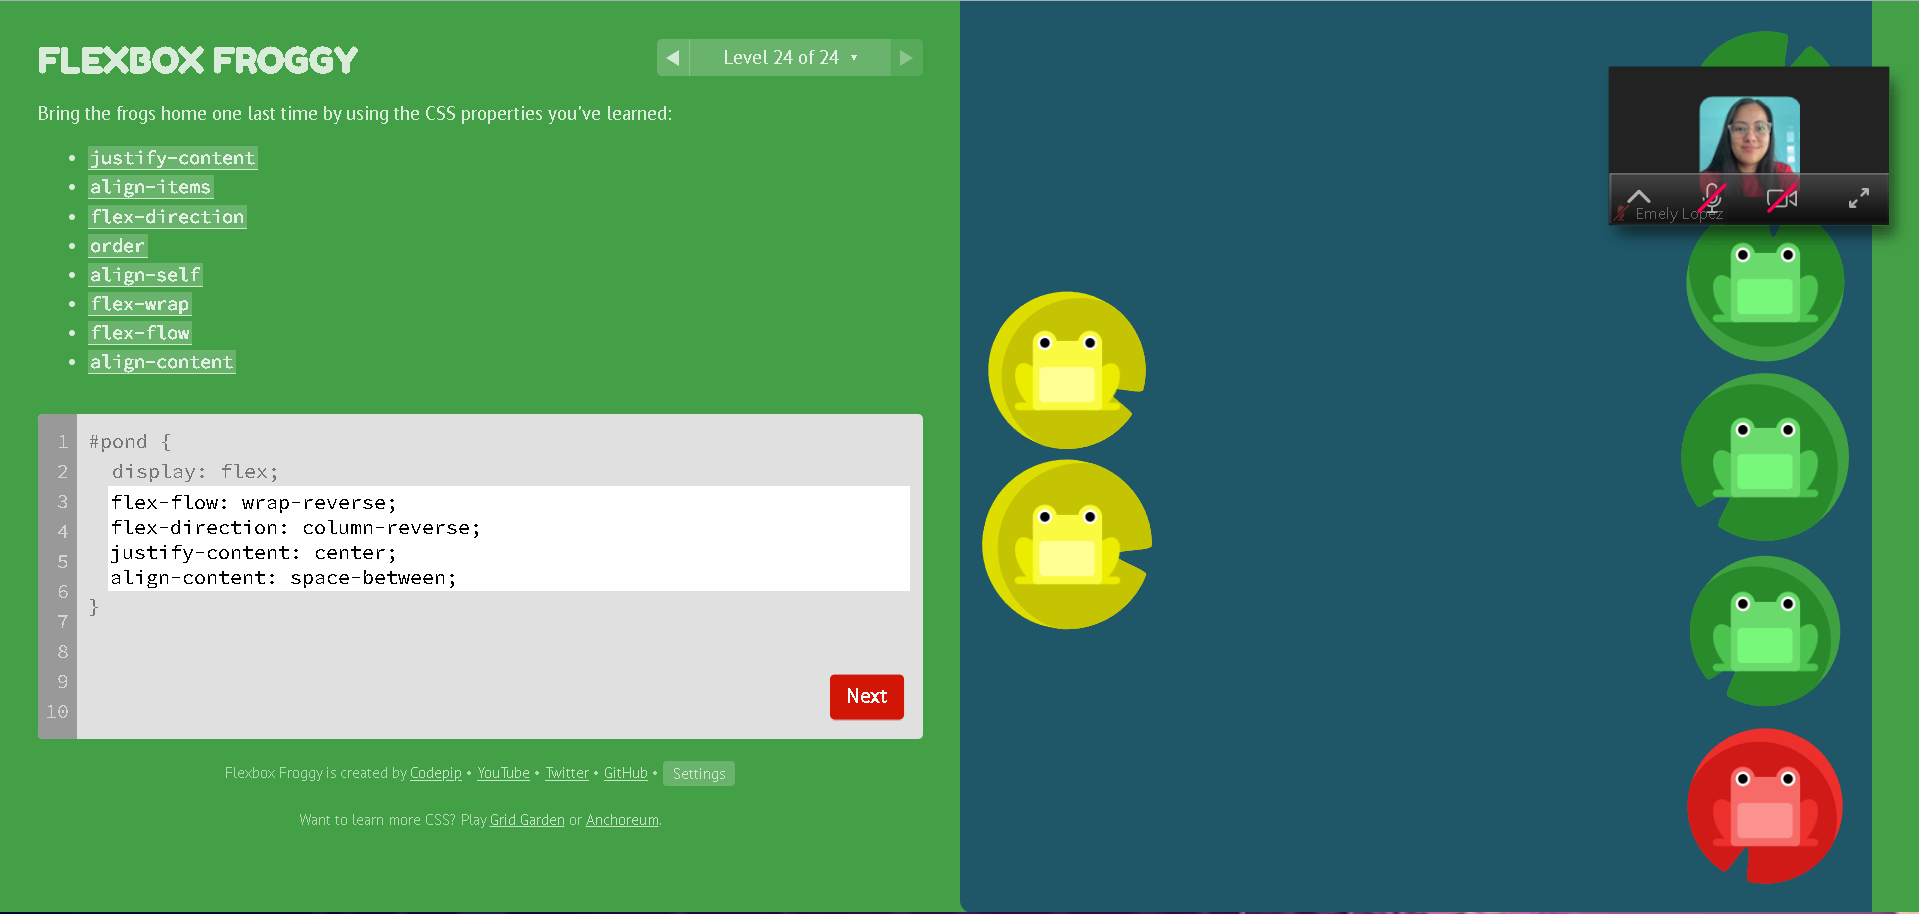 FLEXBOX FROGGY
◀ Level 24 of 24 ▾ ▶
Bring the frogs home one last time by using the CSS properties you've learned:
• justify-content
• align-items
• flex-direction
• order
• align-self
• flex-wrap
• flex-flow
• align-content
1 #pond {
2 display: flex;
3 flex-flow: wrap-reverse;
4 flex-direction: column-reverse;
5 justify-content: center;
6 align-content: space-between;
7 }
8
9
10
Next
Flexbox Froggy is created by Codepip • YouTube • Twitter • GitHub • Settings
Want to learn more CSS? Play Grid Garden or Anchoreum.
Emely Lopez